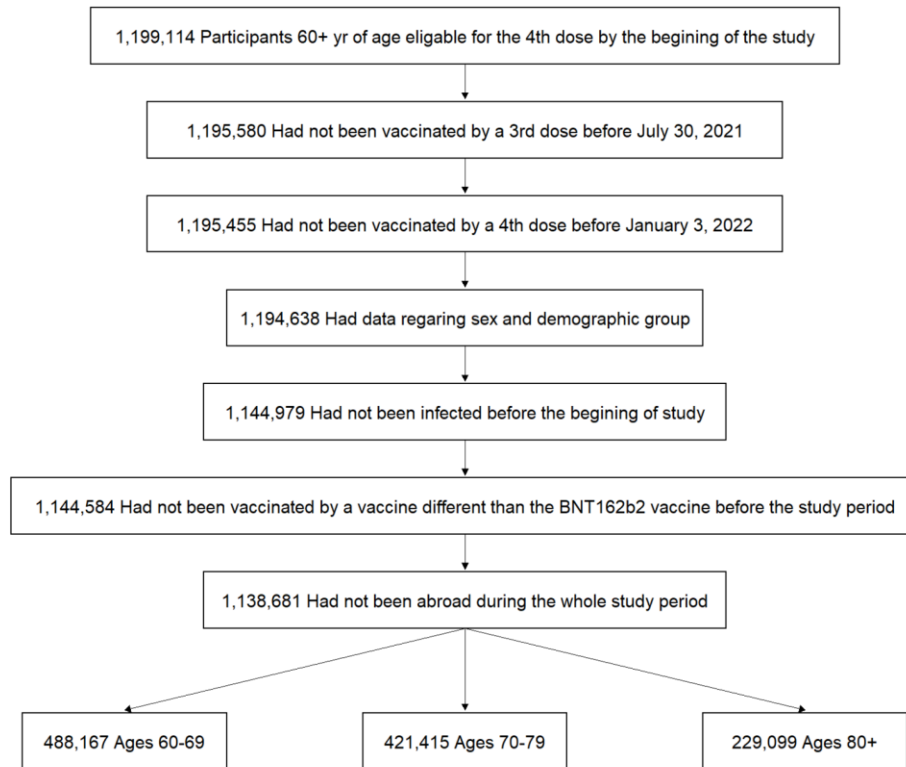 1,199,114 Participants 60+ yr of age eligable for the 4th dose by the begining of the study
1,195,580 Had not been vaccinated by a 3rd dose before July 30, 2021
1,195,455 Had not been vaccinated by a 4th dose before January 3, 2022
1,194,638 Had data regaring sex and demographic group
1,144,979 Had not been infected before the begining of study
1,144,584 Had not been vaccinated by a vaccine different than the BNT162b2 vaccine before the study period
1,138,681 Had not been abroad during the whole study period
488,167 Ages 60-69
421,415 Ages 70-79
229,099 Ages 80+